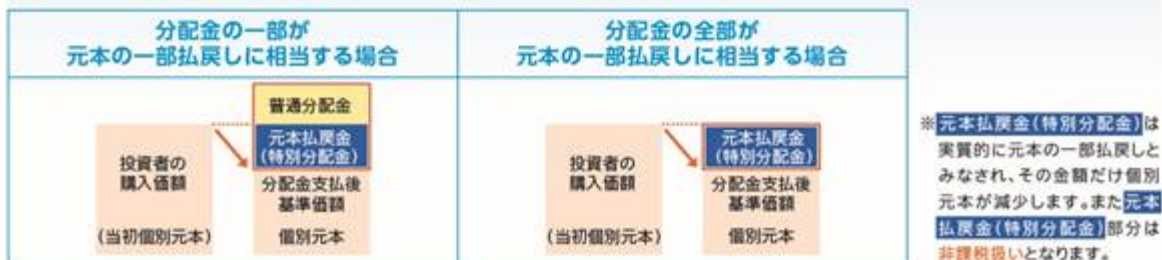 分配金の一部が
元本の一部払戻しに相当する場合
普通分配金
元本払戻金
(特別分配金)
投資者の
購入価額
分配金支払後
基準価額
(当初個別元本)
個別元本
分配金の全部が
元本の一部払戻しに相当する場合
元本払戻金
(特別分配金)
投資者の
購入価額
分配金支払後
基準価額
(当初個別元本)
個別元本
※元本払戻金(特別分配金)は
実質的に元本の一部払戻しと
みなされ、その金額だけ個別
元本が減少します。また元本
払戻金(特別分配金)部分は
非課税扱いとなります。